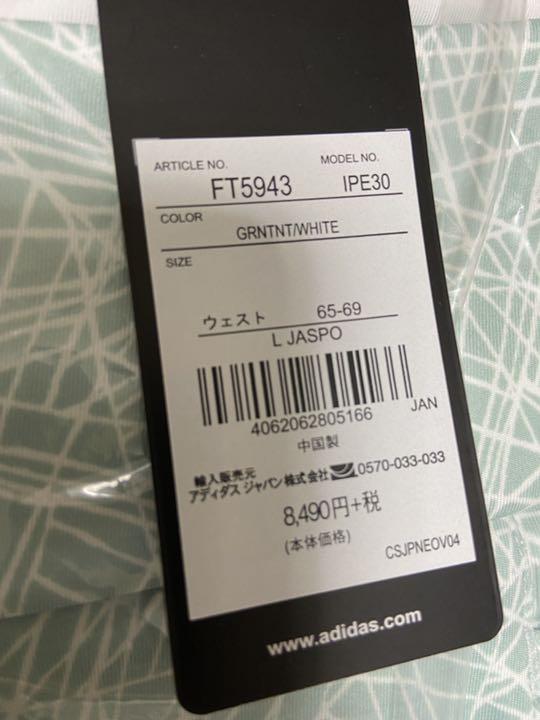 ARTICLE NO. MODEL NO.
FT5943 IPE30
COLOR
GRNTNT/WHITE
SIZE
ウェスト 65-69
L JASPO
4062062805166 JAN
中国製
輸入販売元
アディダス ジャパン株式会社 0570-033-033
8,490円+税
(本体価格)
CSJPNEOV04
www.adidas.com